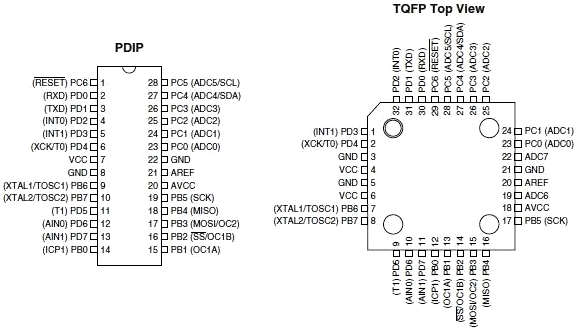 TQFP Top View
PDIP
(RESET) PC6 1
28 PC5 (ADC5/SCL)
(RXD) PD0 2
27 PC4 (ADC4/SDA)
(TXD) PD1 3
26 PC3 (ADC3)
(INT0) PD2 4
25 PC2 (ADC2)
(INT1) PD3 5
24 PC1 (ADC1)
(XCK/T0) PD4 6
23 PC0 (ADC0)
VCC 7
22 GND
GND 8
21 AREF
(XTAL1/TOSC1) PB6 9
20 AVCC
(XTAL2/TOSC2) PB7 10
19 PB5 (SCK)
(T1) PD5 11
18 PB4 (MISO)
(AIN0) PD6 12
17 PB3 (MOSI/OC2)
(AIN1) PD7 13
16 PB2 (SS/OC1B)
(ICP1) PB0 14
15 PB1 (OC1A)
32 PD2 (INT0)
31 PD1 (TXD)
30 PD0 (RXD)
29 PC6 (RESET)
28 PC5 (ADC5/SCL)
27 PC4 (ADC4/SDA)
26 PC3 (ADC3)
25 PC2 (ADC2)
(INT1) PD3 1
(XCK/T0) PD4 2
GND 3
VCC 4
GND 5
VCC 6
(XTAL1/TOSC1) PB6 7
(XTAL2/TOSC2) PB7 8
24 PC1 (ADC1)
23 PC0 (ADC0)
22 ADC7
21 GND
20 AREF
19 ADC6
18 AVCC
17 PB5 (SCK)
(T1) PD5 9
(AIN0) PD6 10
(AIN1) PD7 11
(ICP1) PB0 12
(OC1A) PB1 13
(SS/OC1B) PB2 14
(MOSI/OC2) PB3 15
(MISO) PB4 16